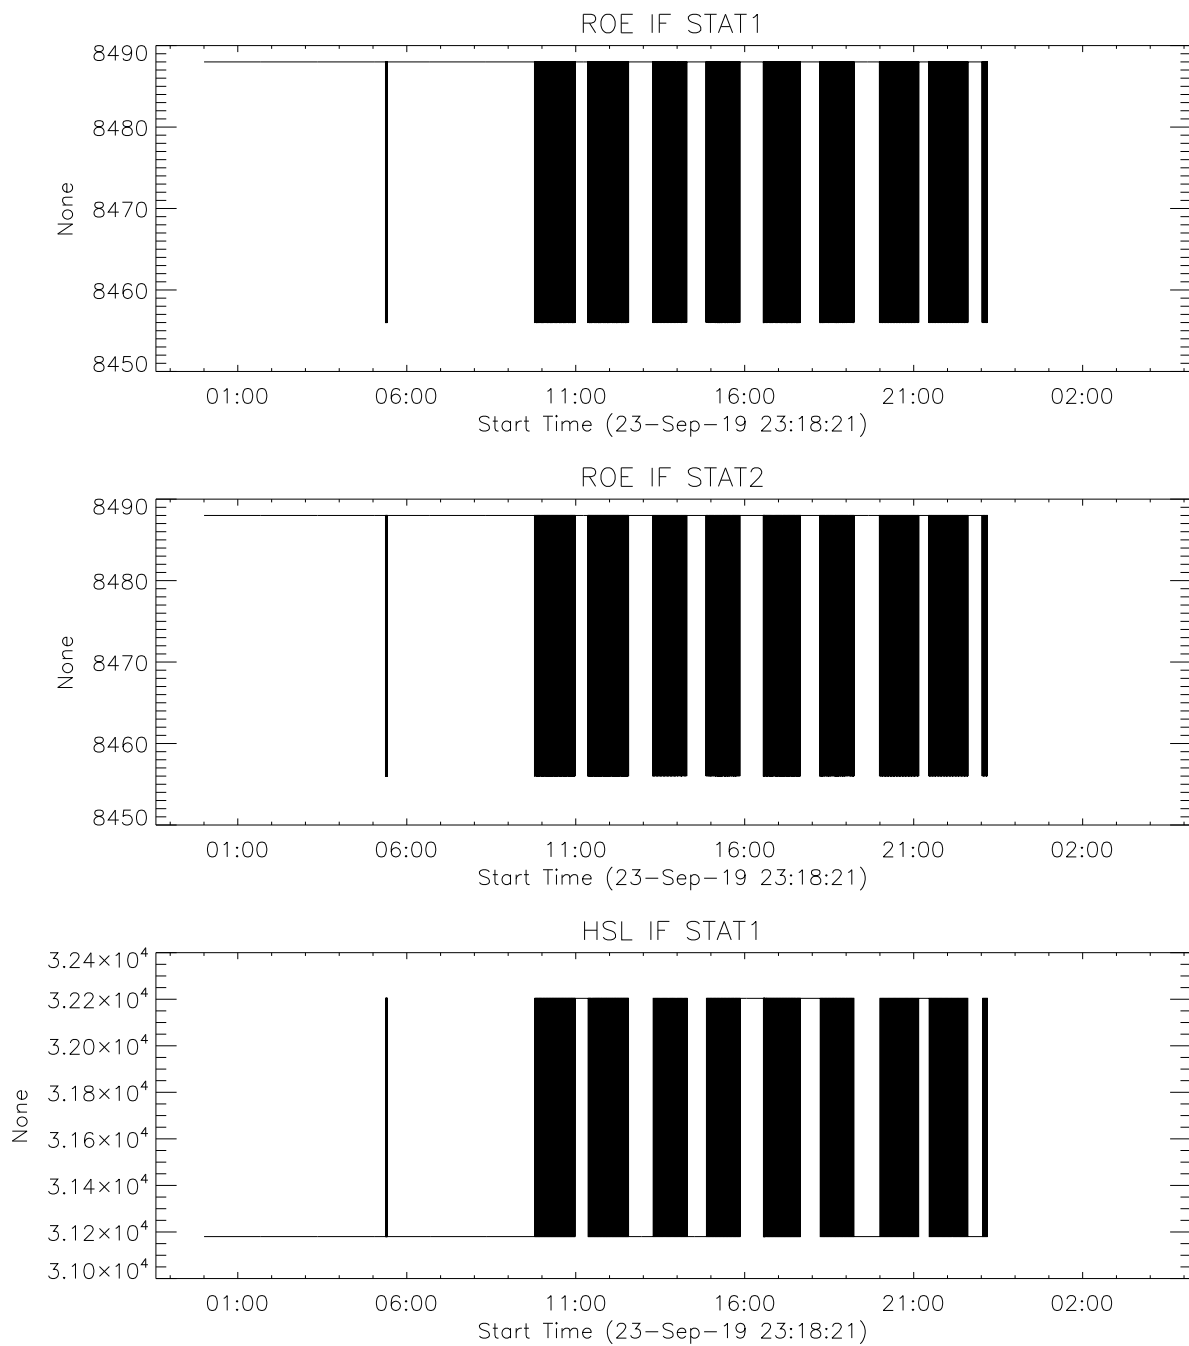 ROE IF STAT1
8490
8480
8470
8460
8450
None
01:00 06:00 11:00 16:00 21:00 02:00
Start Time (23-Sep-19 23:18:21)
ROE IF STAT2
8490
8480
8470
8460
8450
None
01:00 06:00 11:00 16:00 21:00 02:00
Start Time (23-Sep-19 23:18:21)
HSL IF STAT1
3.24×10⁴
3.22×10⁴
3.20×10⁴
3.18×10⁴
3.16×10⁴
3.14×10⁴
3.12×10⁴
3.10×10⁴
None
01:00 06:00 11:00 16:00 21:00 02:00
Start Time (23-Sep-19 23:18:21)